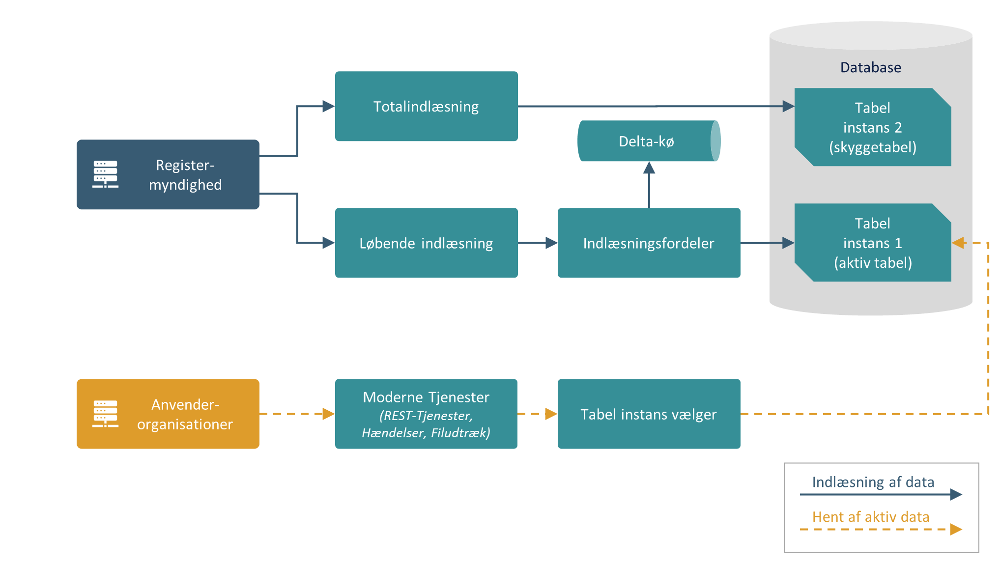 Database
Totalindlæsning
Tabel
instans 2
(skyggetabel)
Delta-kø
Register-
myndighed
Løbende indlæsning
Indlæsningsfordeler
Tabel
instans 1
(aktiv tabel)
Anvender-
organisationer
Moderne Tjenester
(REST-Tjenester,
Hændelser, Filudtræk)
Tabel instans vælger
Indlæsning af data
Hent af aktiv data